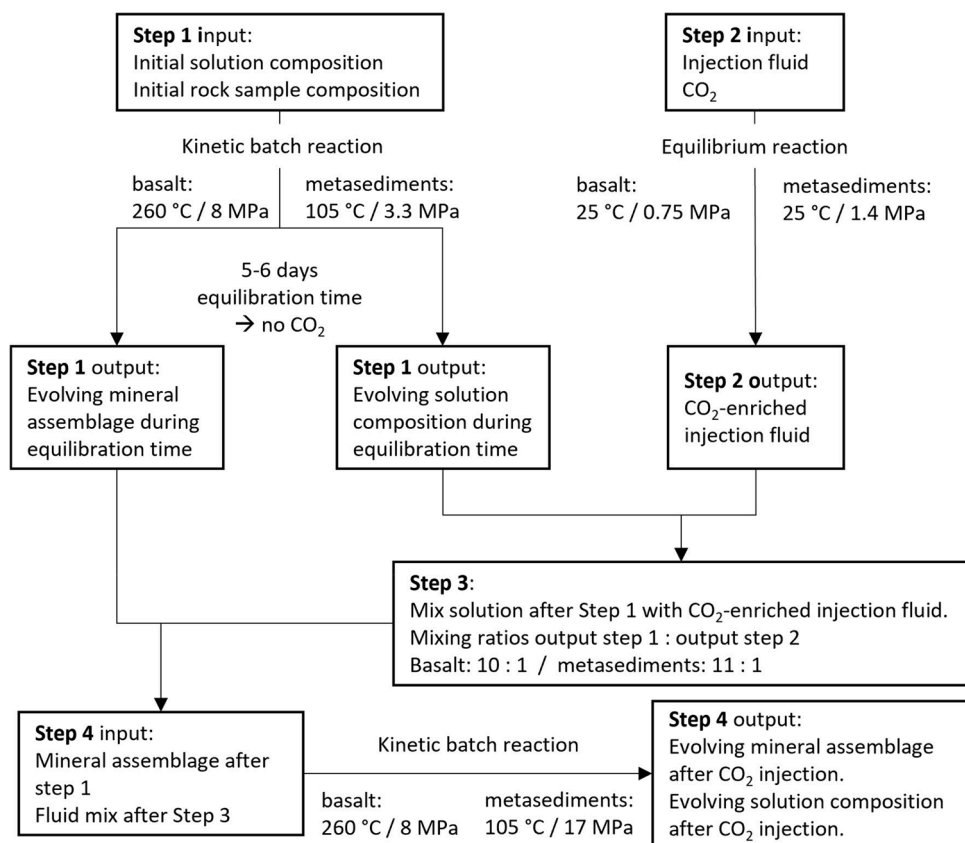 Step 1 input:
Initial solution composition
Initial rock sample composition
Step 2 input:
Injection fluid
CO₂
Kinetic batch reaction
Equilibrium reaction
basalt:
260 °C / 8 MPa
metasediments:
105 °C / 3.3 MPa
basalt:
25 °C / 0.75 MPa
metasediments:
25 °C / 1.4 MPa
5-6 days
equilibration time
→ no CO₂
Step 1 output:
Evolving mineral
assemblage during
equilibration time
Step 1 output:
Evolving solution
composition during
equilibration time
Step 2 output:
CO₂-enriched
injection fluid
Step 3:
Mix solution after Step 1 with CO₂-enriched injection fluid.
Mixing ratios output step 1 : output step 2
Basalt: 10 : 1 / metasediments: 11 : 1
Step 4 input:
Mineral assemblage after
step 1
Fluid mix after Step 3
Kinetic batch reaction
basalt:
260 °C / 8 MPa
metasediments:
105 °C / 17 MPa
Step 4 output:
Evolving mineral assemblage
after CO₂ injection.
Evolving solution composition
after CO₂ injection.